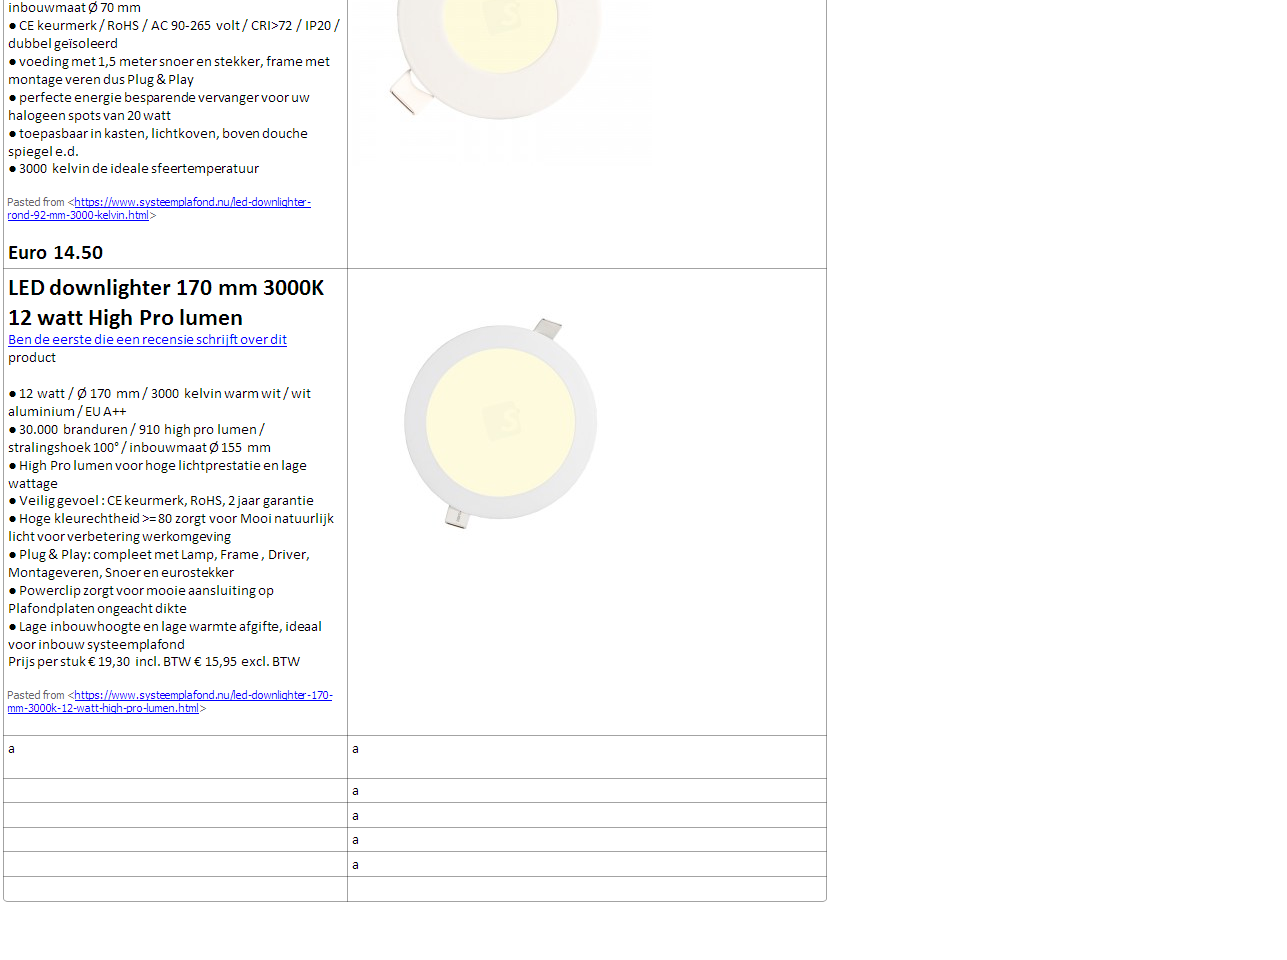 inbouwmaat Ø 70 mm
● CE keurmerk / RoHS / AC 90-265 volt / CRI>72 / IP20 /
dubbel geïsoleerd
● voeding met 1,5 meter snoer en stekker, frame met
montage veren dus Plug & Play
● perfecte energie besparende vervanger voor uw
halogeen spots van 20 watt
● toepasbaar in kasten, lichtkoven, boven douche
spiegel e.d.
● 3000 kelvin de ideale sfeertemperatuur
Pasted from <https://www.systeemplafond.nu/led-downlighter-
rond-92-mm-3000-kelvin.html>
Euro 14.50
LED downlighter 170 mm 3000K
12 watt High Pro lumen
Ben de eerste die een recensie schrijft over dit
product
● 12 watt / Ø 170 mm / 3000 kelvin warm wit / wit
aluminium / EU A++
● 30.000 branduren / 910 high pro lumen /
stralingshoek 100° / inbouwmaat Ø 155 mm
● High Pro lumen voor hoge lichtprestatie en lage
wattage
● Veilig gevoel : CE keurmerk, RoHS, 2 jaar garantie
● Hoge kleurechtheid >= 80 zorgt voor Mooi natuurlijk
licht voor verbetering werkomgeving
● Plug & Play: compleet met Lamp, Frame , Driver,
Montageveren, Snoer en eurostekker
● Powerclip zorgt voor mooie aansluiting op
Plafondplaten ongeacht dikte
● Lage inbouwhoogte en lage warmte afgifte, ideaal
voor inbouw systeemplafond
Prijs per stuk € 19,30 incl. BTW € 15,95 excl. BTW
Pasted from <https://www.systeemplafond.nu/led-downlighter-170-
mm-3000k-12-watt-high-pro-lumen.html>
a a
a
a
a
a